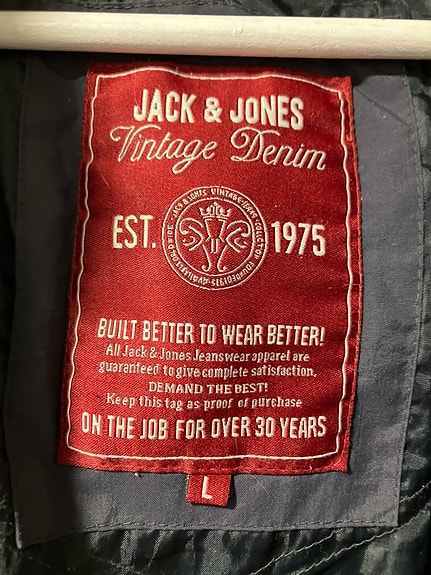 JACK & JONES
Vintage Denim
EST. 1975
BUILT BETTER TO WEAR BETTER!
All Jack & Jones Jeanswear apparel are
guaranteed to give complete satisfaction.
DEMAND THE BEST!
Keep this tag as proof of purchase
ON THE JOB FOR OVER 30 YEARS
L